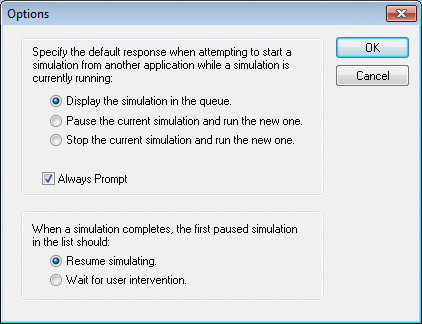 Options
Specify the default response when attempting to start a
simulation from another application while a simulation is
currently running:
Display the simulation in the queue.
Pause the current simulation and run the new one.
Stop the current simulation and run the new one.
Always Prompt
OK
Cancel
When a simulation completes, the first paused simulation
in the list should:
Resume simulating.
Wait for user intervention.